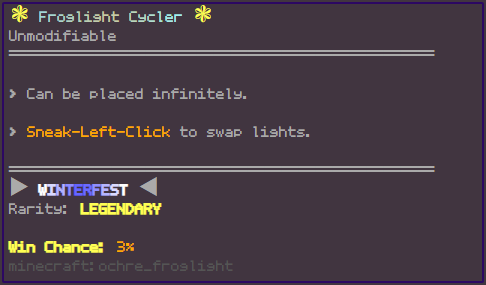 ❃ Froglight Cycler ❃
Unmodifiable
> Can be placed infinitely.
> Sneak-Left-Click to swap lights.
▶ WINTERFEST ◀
Rarity: LEGENDARY
Win Chance: 3%
minecraft:ochre_froglight